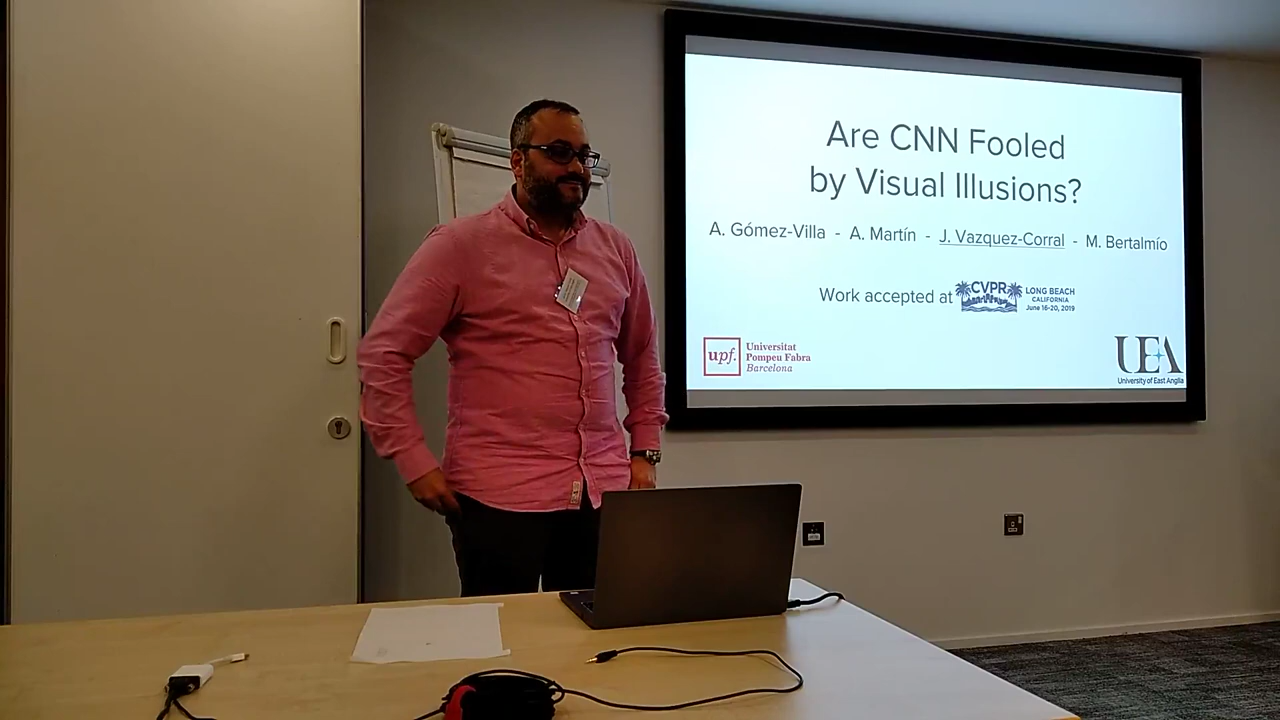 Are CNN Fooled
by Visual Illusions?
A. Gómez-Villa - A. Martín - J. Vazquez-Corral - M. Bertalmío
Work accepted at CVPR LONG BEACH
CALIFORNIA
June 16-20, 2019
upf. Universitat
Pompeu Fabra
Barcelona
UEA
University of East Anglia